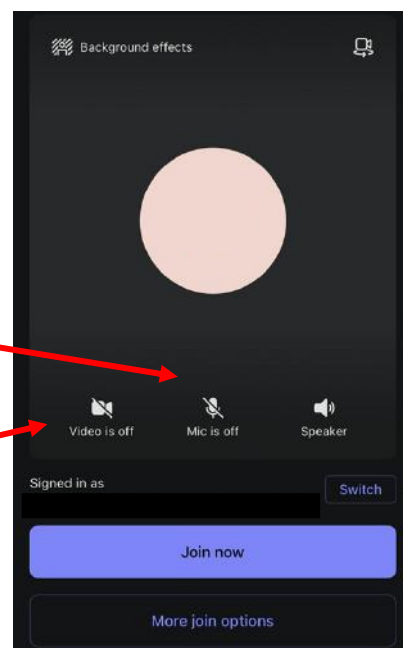 Background effects
Video is off Mic is off Speaker
Signed in as
Switch
Join now
More join options